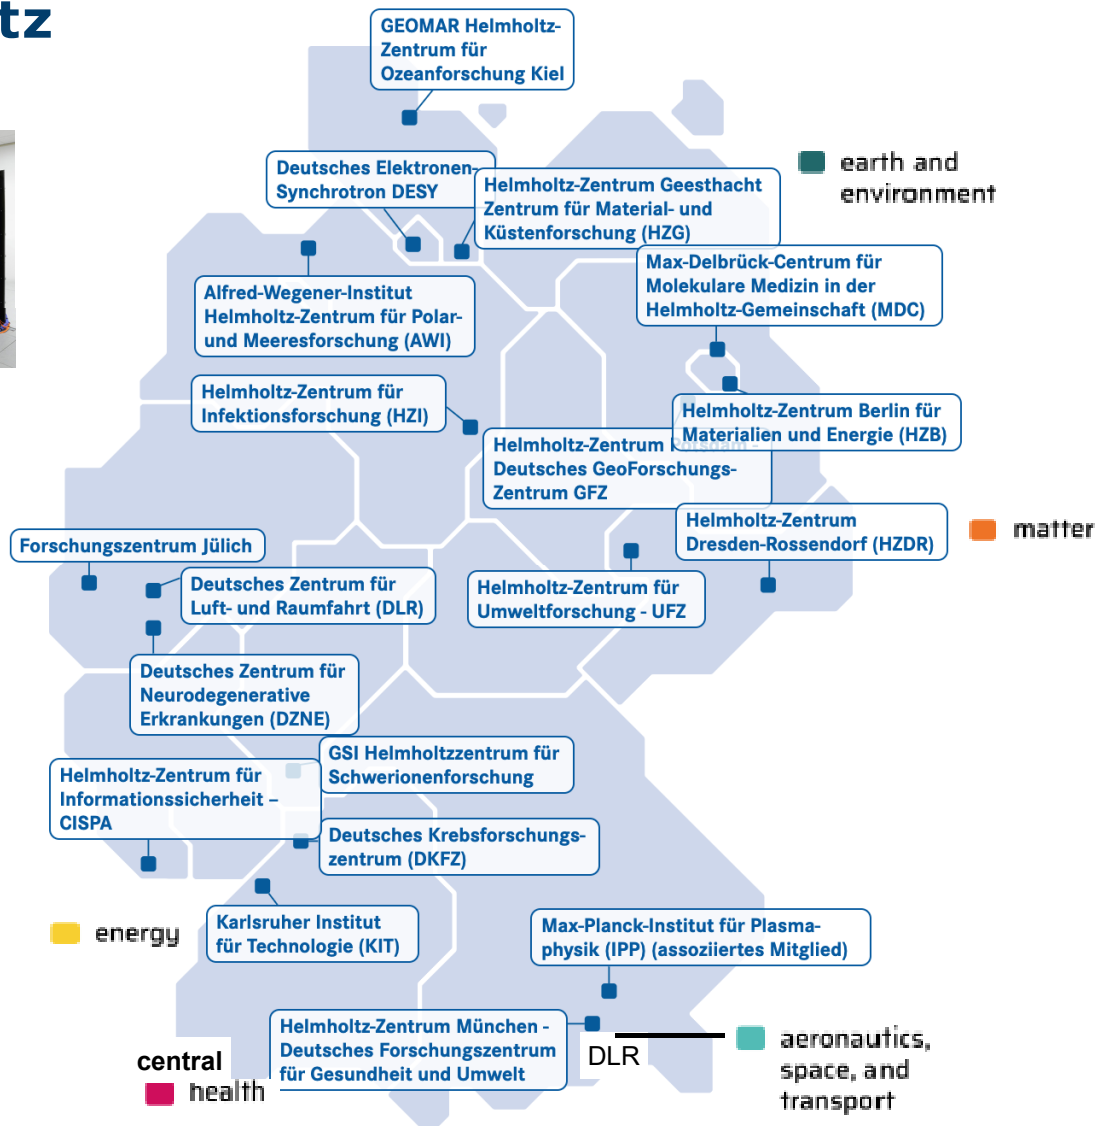 tz
GEOMAR Helmholtz-
Zentrum für
Ozeanforschung Kiel
Deutsches Elektronen-
Synchrotron DESY
Helmholtz-Zentrum Geesthacht
Zentrum für Material- und
Küstenforschung (HZG)
earth and
environment
Max-Delbrück-Centrum für
Molekulare Medizin in der
Helmholtz-Gemeinschaft (MDC)
Alfred-Wegener-Institut
Helmholtz-Zentrum für Polar-
und Meeresforschung (AWI)
Helmholtz-Zentrum für
Infektionsforschung (HZI)
Helmholtz-Zentrum Berlin für
Materialien und Energie (HZB)
Helmholtz-Zentrum Potsdam -
Deutsches GeoForschungs-
Zentrum GFZ
Helmholtz-Zentrum
Dresden-Rossendorf (HZDR)
matter
Forschungszentrum Jülich
Deutsches Zentrum für
Luft- und Raumfahrt (DLR)
Helmholtz-Zentrum für
Umweltforschung - UFZ
Deutsches Zentrum für
Neurodegenerative
Erkrankungen (DZNE)
GSI Helmholtzzentrum für
Schwerionenforschung
Helmholtz-Zentrum für
Informationssicherheit –
CISPA
Deutsches Krebsforschungs-
zentrum (DKFZ)
energy
Karlsruher Institut
für Technologie (KIT)
Max-Planck-Institut für Plasma-
physik (IPP) (assoziiertes Mitglied)
Helmholtz-Zentrum München -
Deutsches Forschungszentrum
für Gesundheit und Umwelt
DLR
aeronautics,
space, and
transport
central
health